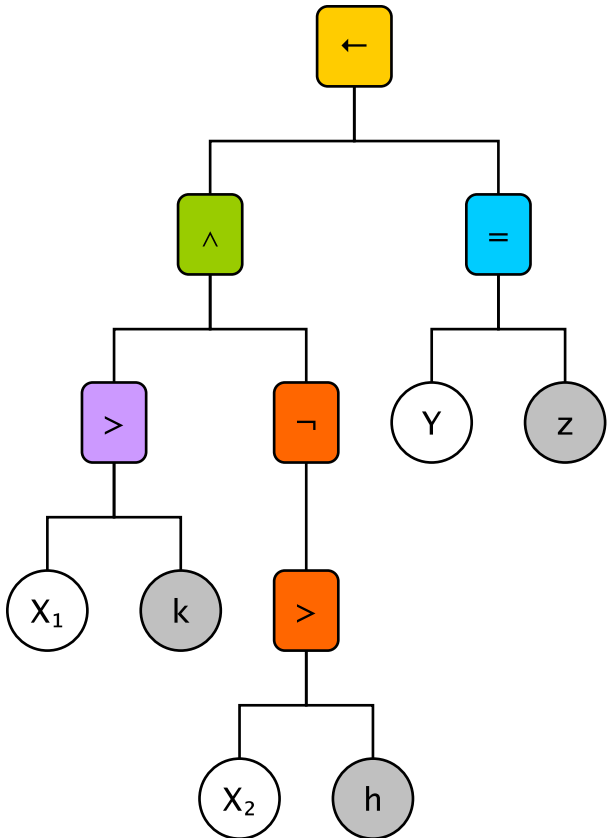 ←
∧
=
>
¬
Y
z
X₁
k
>
X₂
h